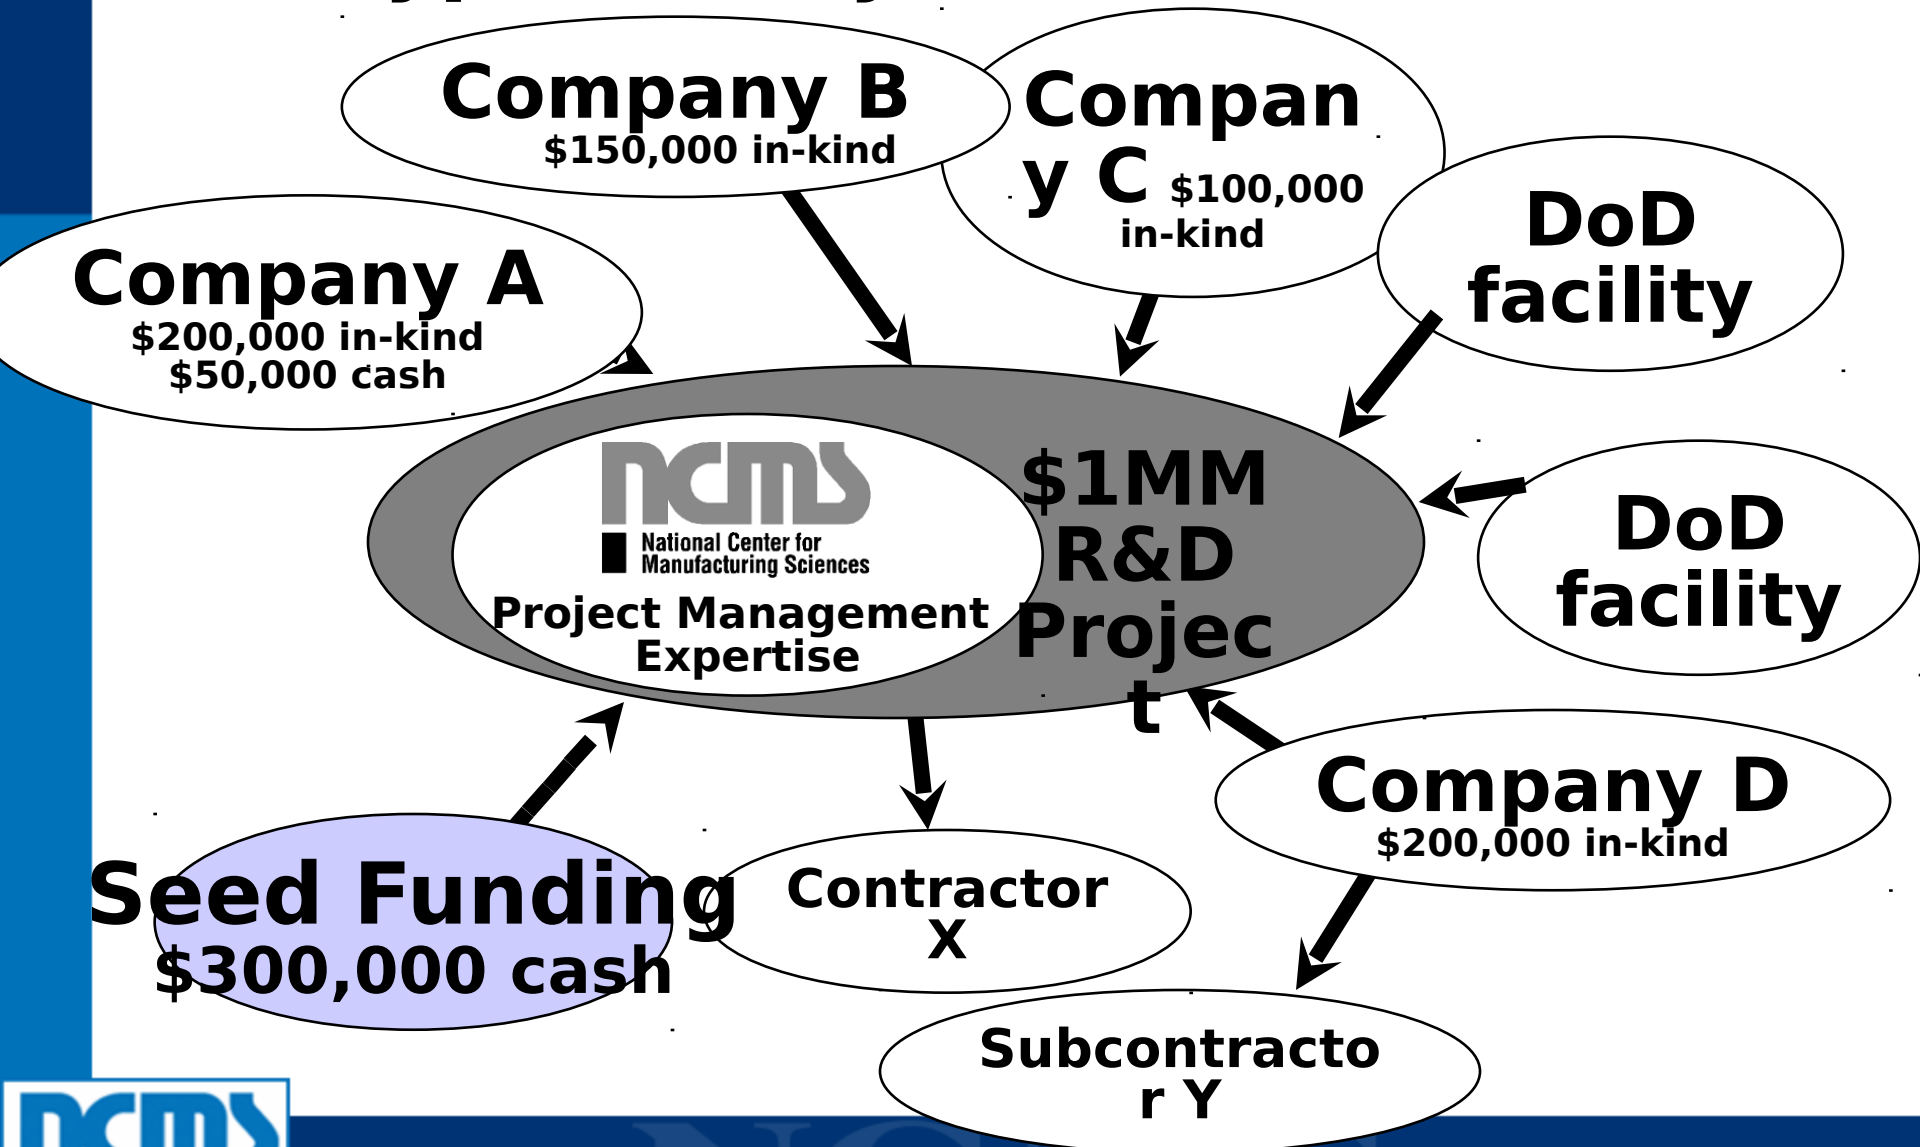 Company B
$150,000 in-kind
Compan
y C $100,000
in-kind
DoD
facility
Company A
$200,000 in-kind
$50,000 cash
ncms
National Center for
Manufacturing Sciences
Project Management
Expertise
$1MM
R&D
Projec
t
DoD
facility
Company D
$200,000 in-kind
Seed Funding
$300,000 cash
Contractor
X
Subcontracto
r Y
ncms